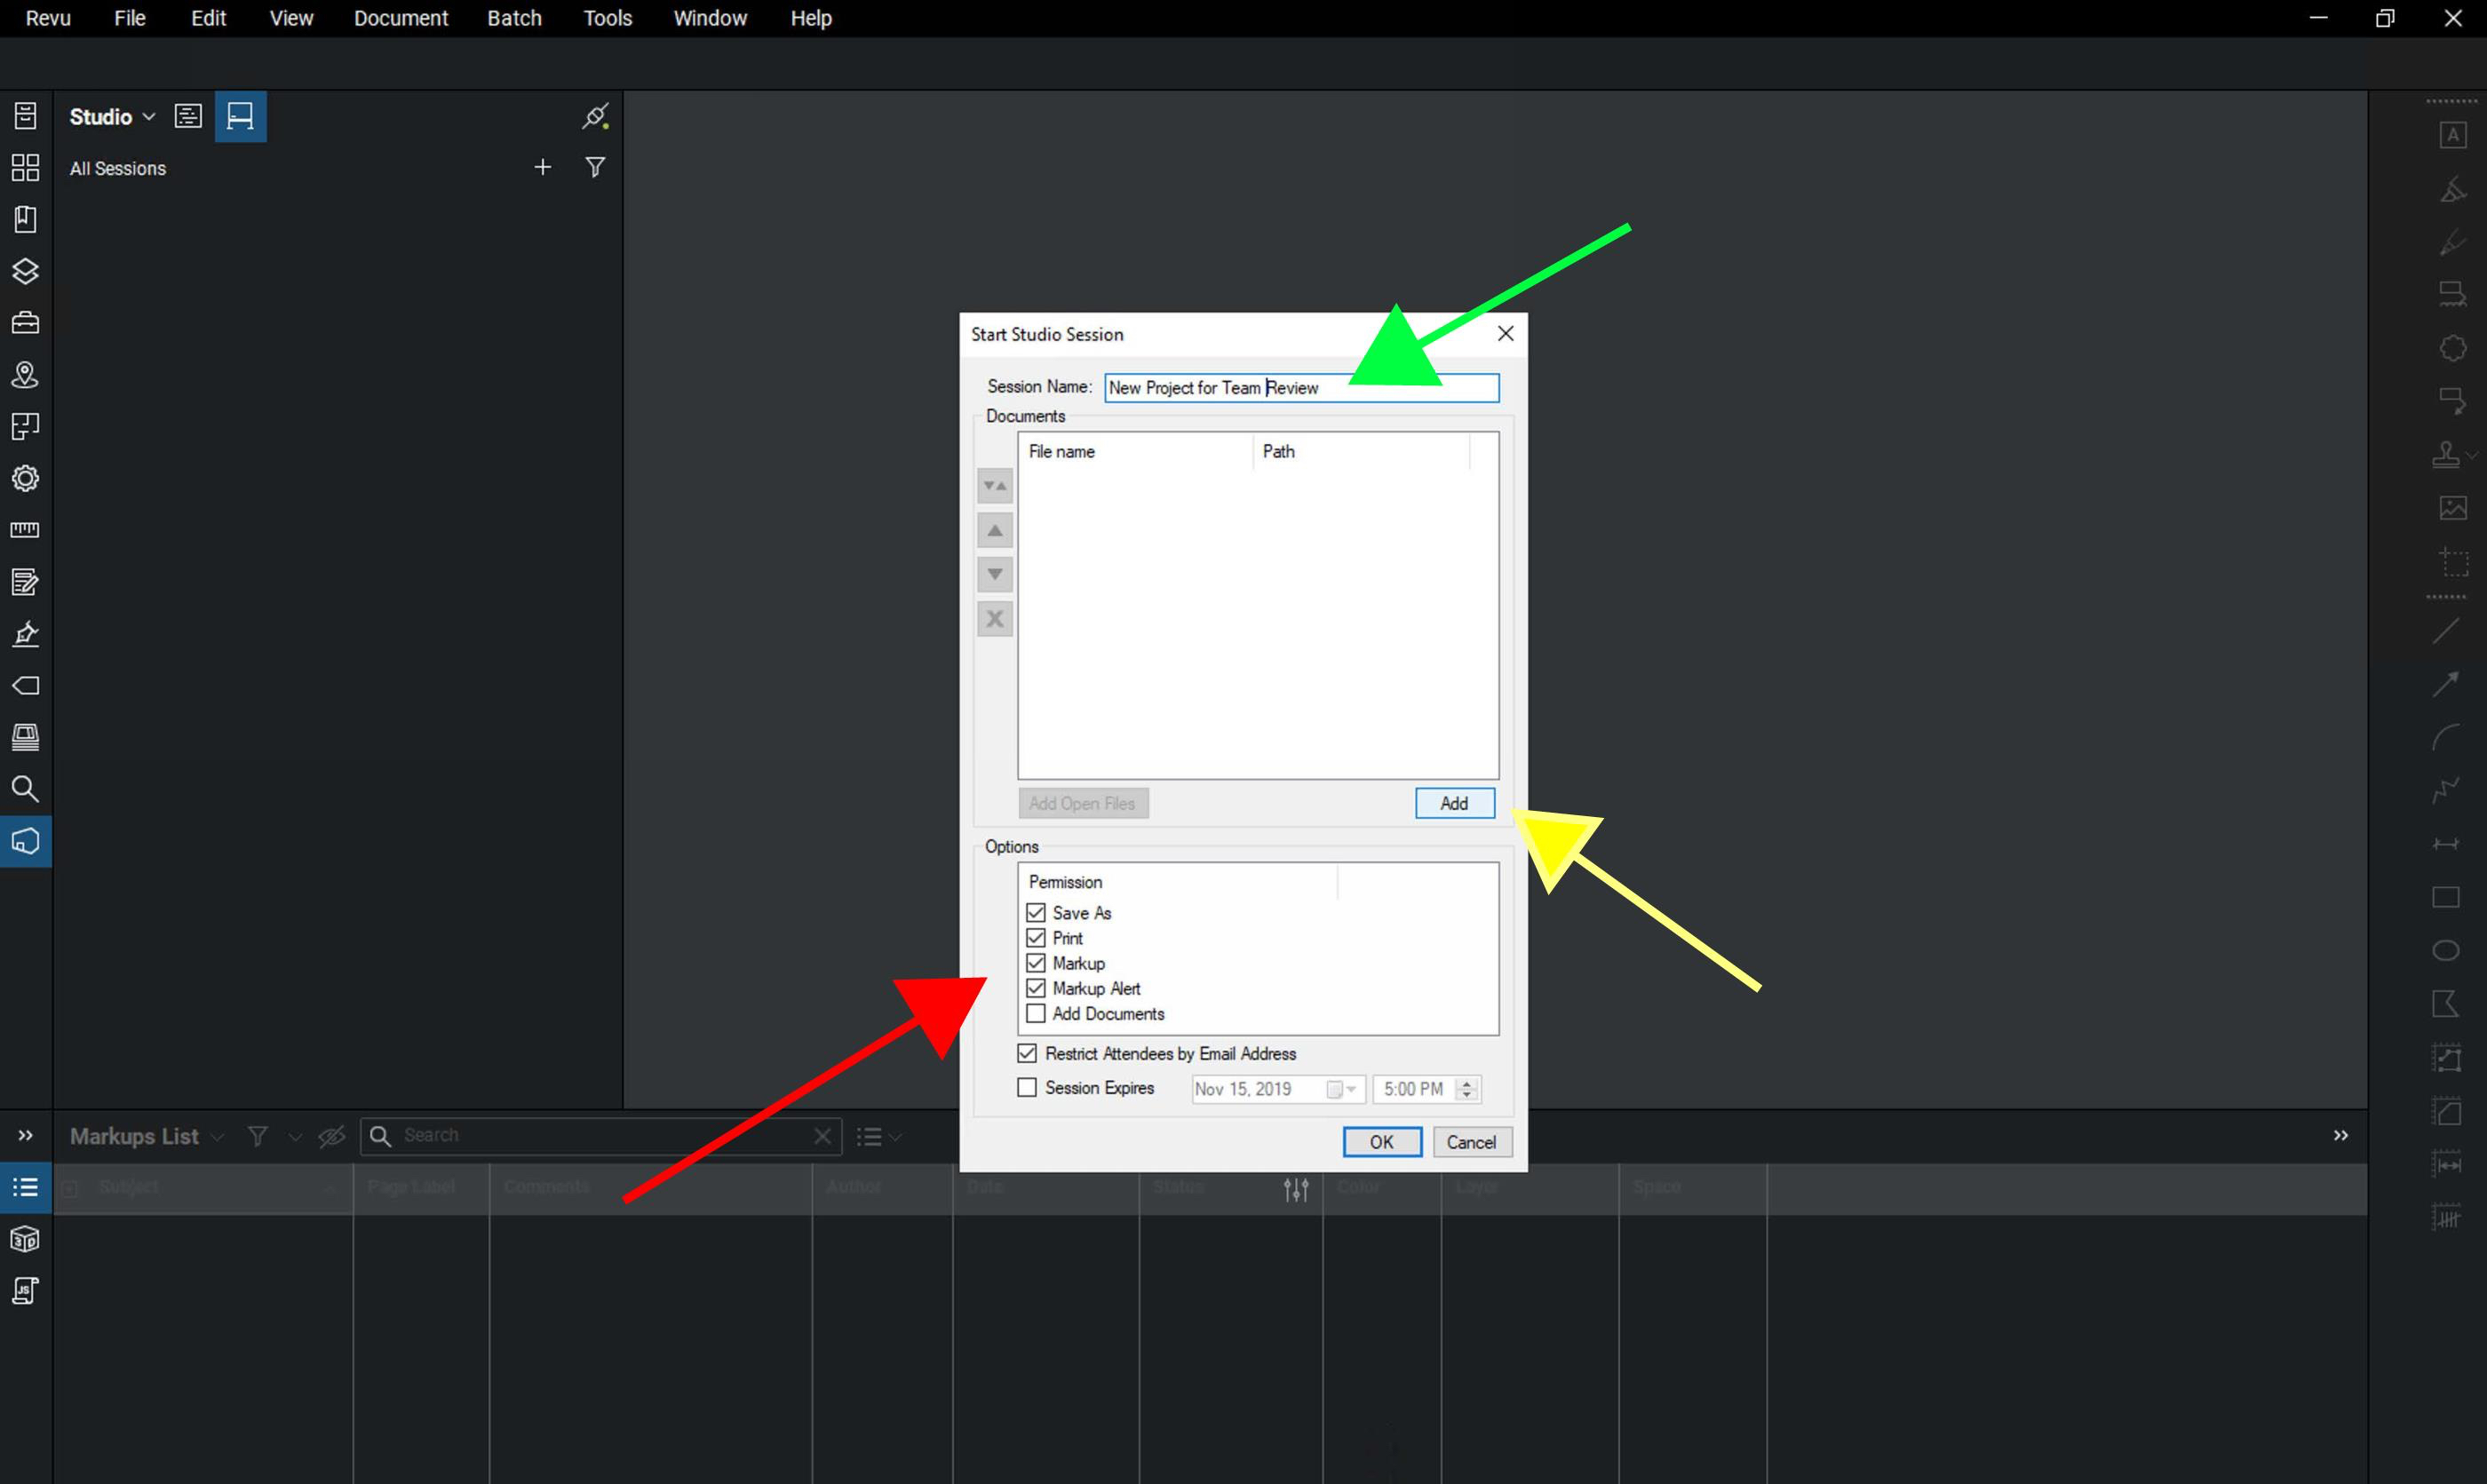 Revu File Edit View Document Batch Tools Window Help
Studio
All Sessions
Start Studio Session
Session Name: New Project for Team Review
Documents
File name Path
Add Open Files Add
Options
Permission
Save As
Print
Markup
Markup Alert
Add Documents
Restrict Attendees by Email Address
Session Expires Nov 15, 2019 5:00 PM
OK Cancel
Markups List Search
Subject Page Label Comments Author Date Status Color Layer Space
A
3D
JS